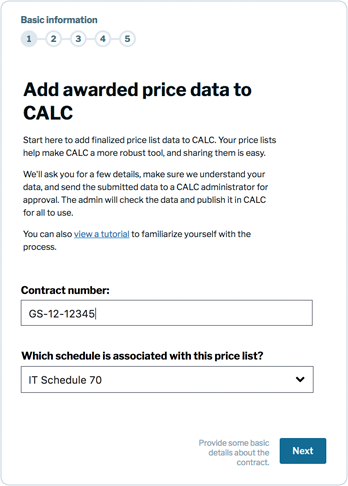 Basic information
1 2 3 4 5
Add awarded price data to
CALC
Start here to add finalized price list data to CALC. Your price lists
help make CALC a more robust tool, and sharing them is easy.
We'll ask you for a few details, make sure we understand your
data, and send the submitted data to a CALC administrator for
approval. The admin will check the data and publish it in CALC
for all to use.
You can also view a tutorial to familiarize yourself with the
process.
Contract number:
GS-12-12345
Which schedule is associated with this price list?
IT Schedule 70
Provide some basic
details about the
contract.
Next